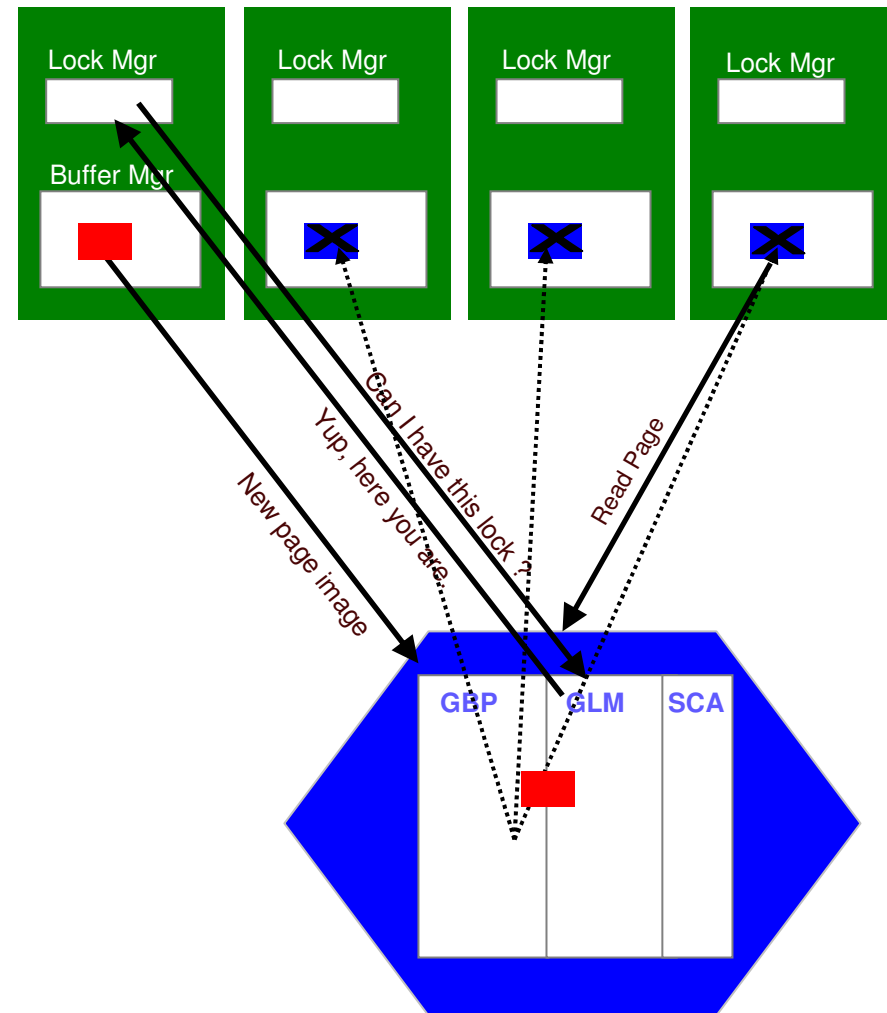 Lock Mgr
Lock Mgr
Lock Mgr
Lock Mgr
Buffer Mgr
Can I have this lock ?
Yup, here you are.
New page image
Read Page
GBP
GLM
SCA